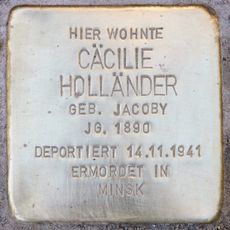 HIER WOHNTE
CÄCILIE
HOLLÄNDER
GEB. JACOBY
JG. 1890
DEPORTIERT 14.11.1941
ERMORDET IN
MINSK